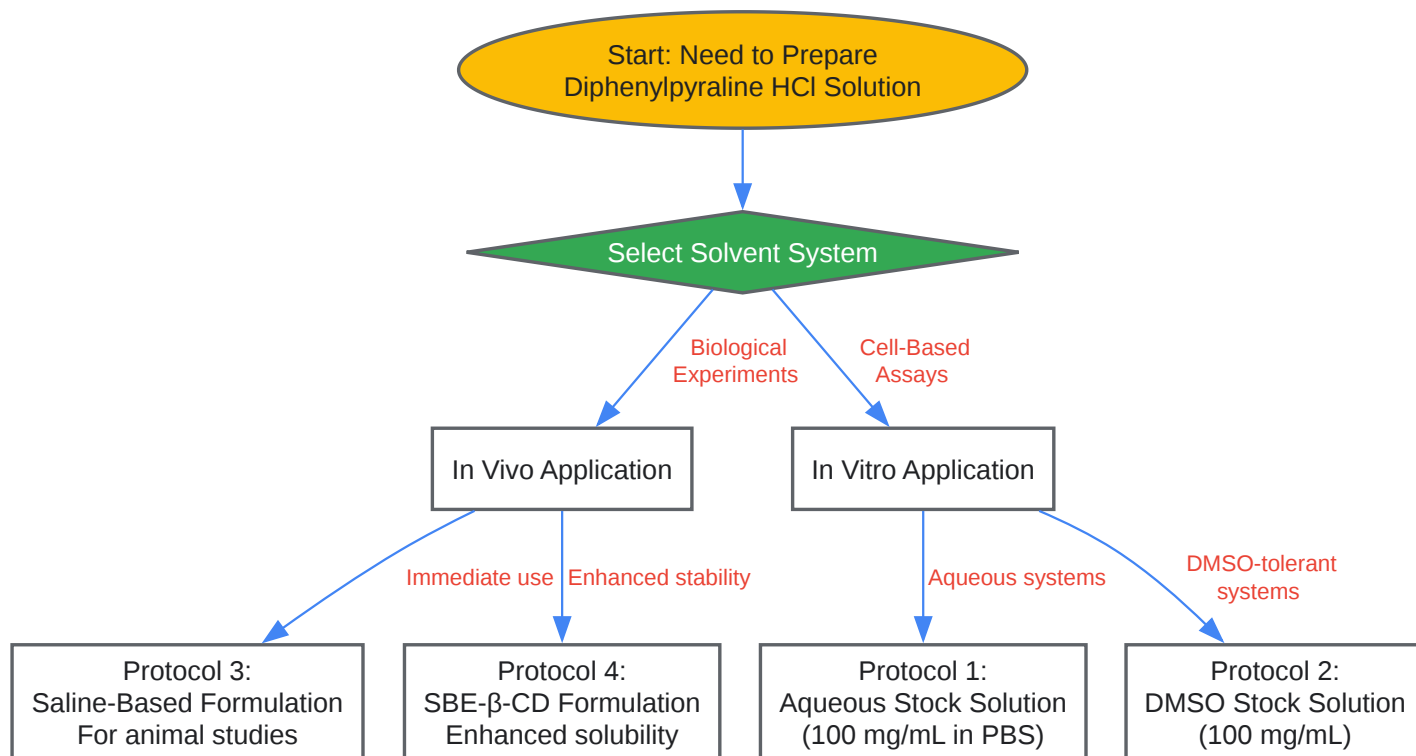 Start: Need to Prepare
Diphenylpyraline HCl Solution
Select Solvent System
Biological
Experiments
Cell-Based
Assays
In Vivo Application
In Vitro Application
Immediate use
Enhanced stability
Aqueous systems
DMSO-tolerant
systems
Protocol 3:
Saline-Based Formulation
For animal studies
Protocol 4:
SBE-β-CD Formulation
Enhanced solubility
Protocol 1:
Aqueous Stock Solution
(100 mg/mL in PBS)
Protocol 2:
DMSO Stock Solution
(100 mg/mL)